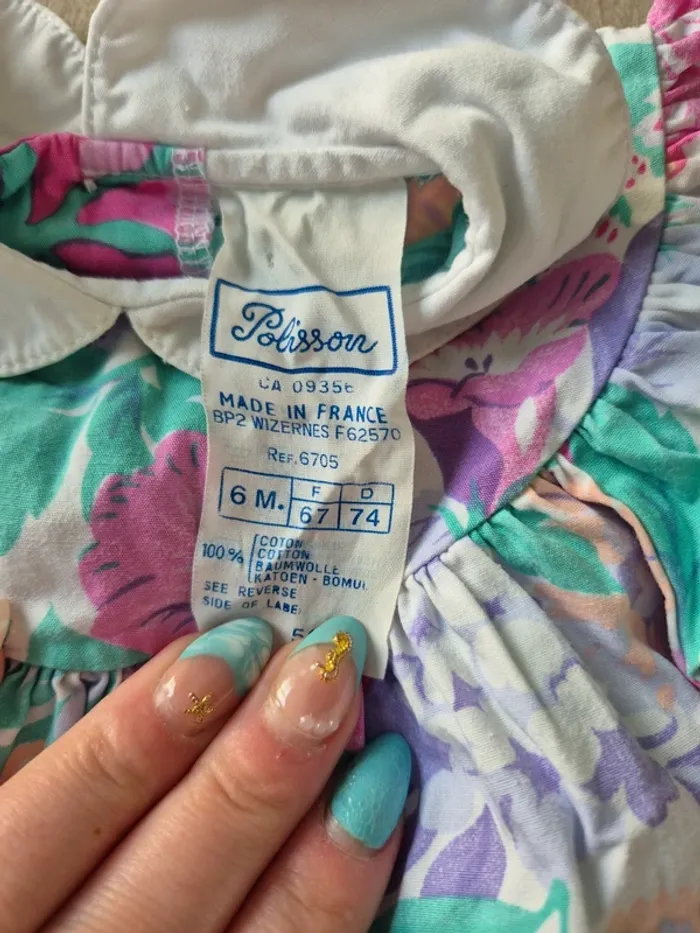 Polisson
CA 09356
MADE IN FRANCE
BP2 WIZERNES F62570
REF. 6705
6 M.
F D
67 74
100%
COTON
COTTON
BAUMWOLLE
KATOEN - BOMUL
SEE REVERSE
SIDE OF LABEL